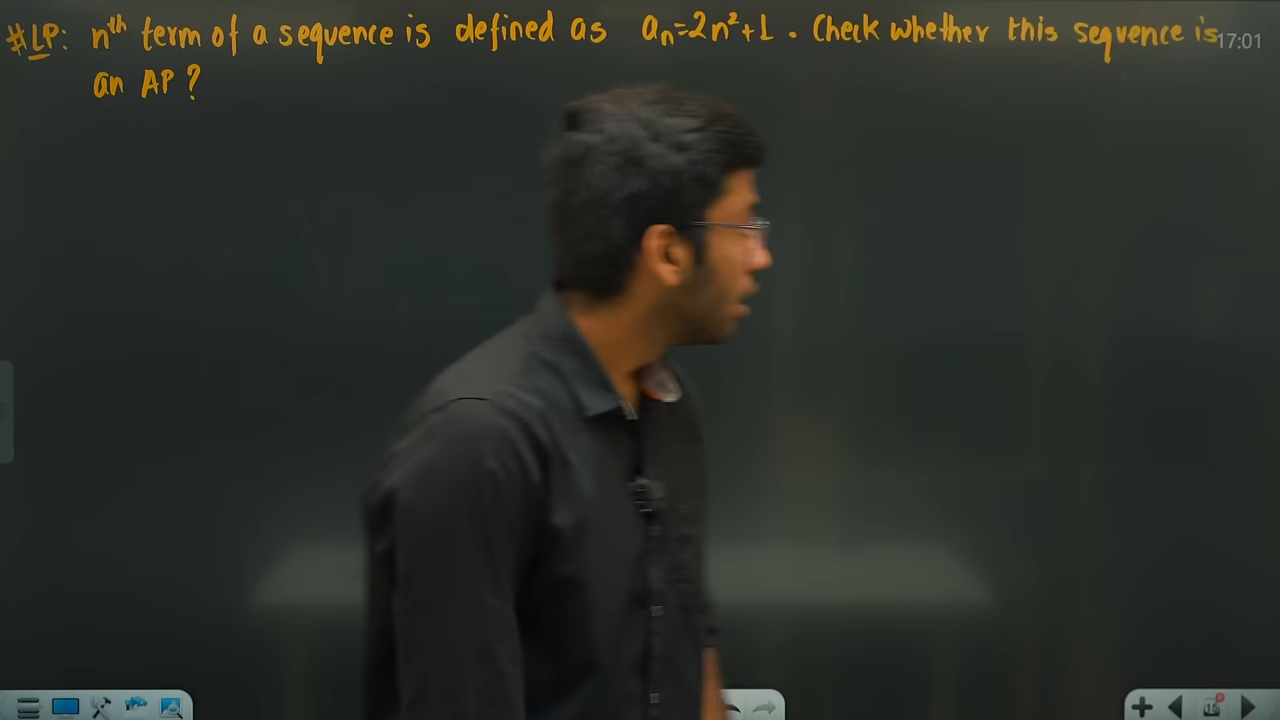 #LP: nth term of a sequence is defined as aₙ=2n²+1. Check whether this sequence is
17:01
an AP?
15